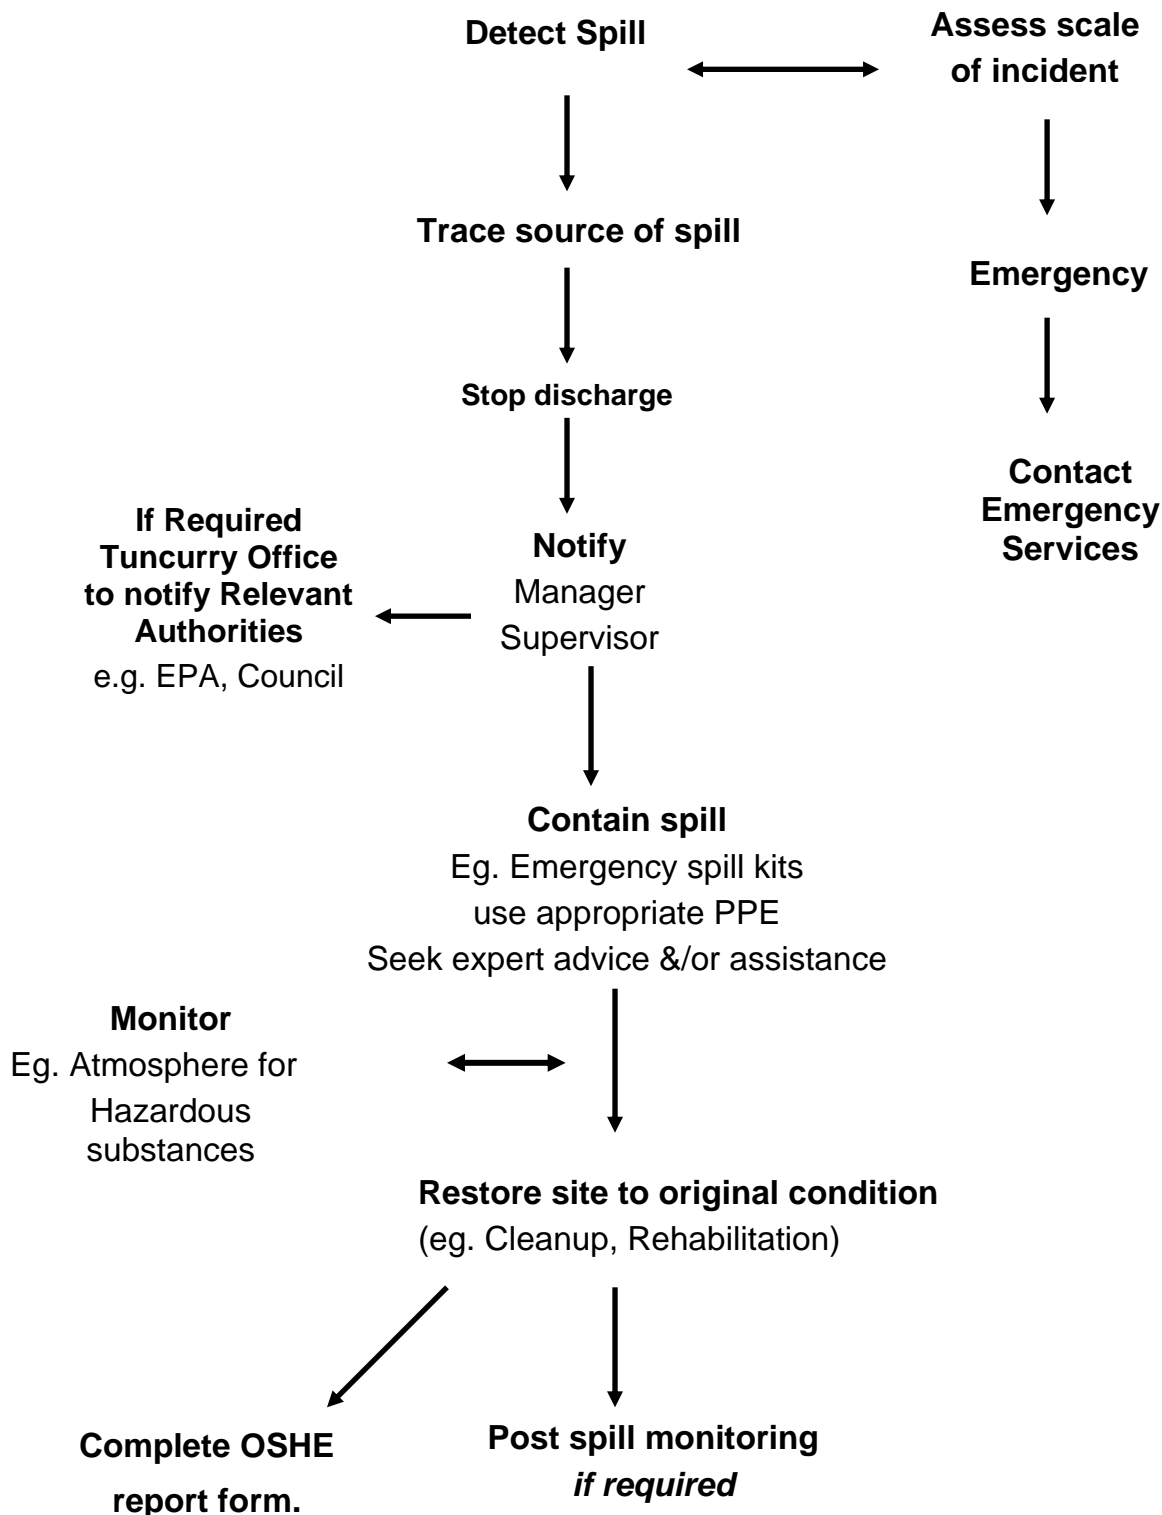 Detect Spill
Assess scale
of incident
Trace source of spill
Emergency
Stop discharge
Contact
Emergency
Services
If Required
Tuncurry Office
to notify Relevant
Authorities
e.g. EPA, Council
Notify
Manager
Supervisor
Contain spill
Eg. Emergency spill kits
use appropriate PPE
Seek expert advice &/or assistance
Monitor
Eg. Atmosphere for
Hazardous
substances
Restore site to original condition
(eg. Cleanup, Rehabilitation)
Complete OSHE
report form.
Post spill monitoring
if required